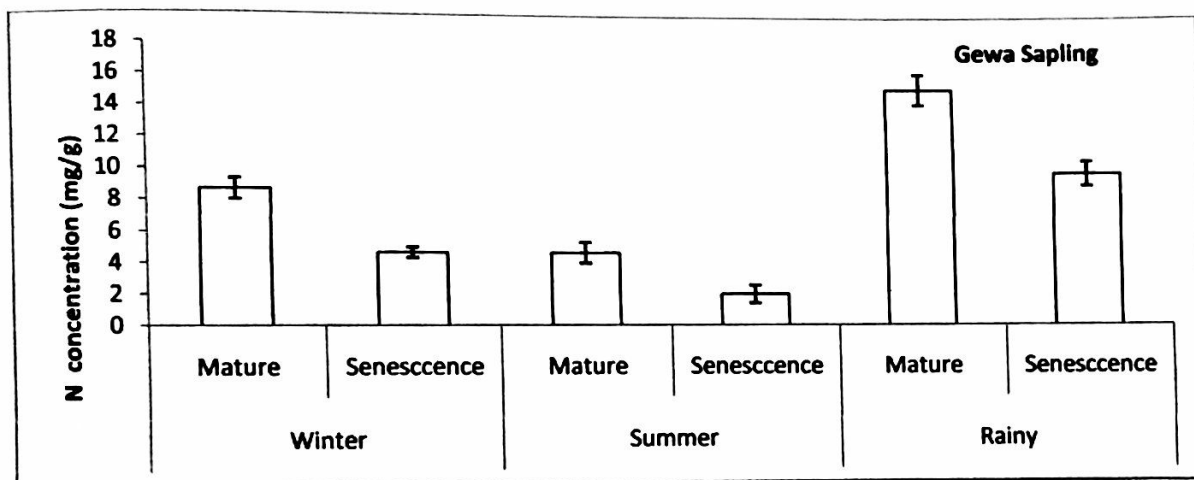 Gewa Sapling
N concentration (mg/g)
18
16
14
12
10
8
6
4
2
0
Mature Senesccence Mature Senesccence Mature Senesccence
Winter Summer Rainy